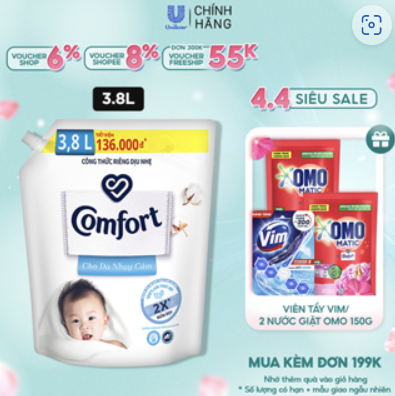 Unilever
CHÍNH
HÃNG
VOUCHER
SHOP 6%
VOUCHER
SHOPEE 8%
ĐƠN 300K
VOUCHER
FREESHIP 55K
3.8L
4.4 SIÊU SALE
3,8 L
TIẾT KIỆM
136.000đ*
CÔNG THỨC RIÊNG DỊU NHẸ
Comfort
Cho Da Nhạy Cảm
2X*
OMO
MATIC
OMO
MATIC
Vim
VIÊN TẨY VIM/
2 NƯỚC GIẶT OMO 150G
MUA KÈM ĐƠN 199K
Nhớ thêm quà vào giỏ hàng
* Số lượng có hạn + mẫu giao ngẫu nhiên